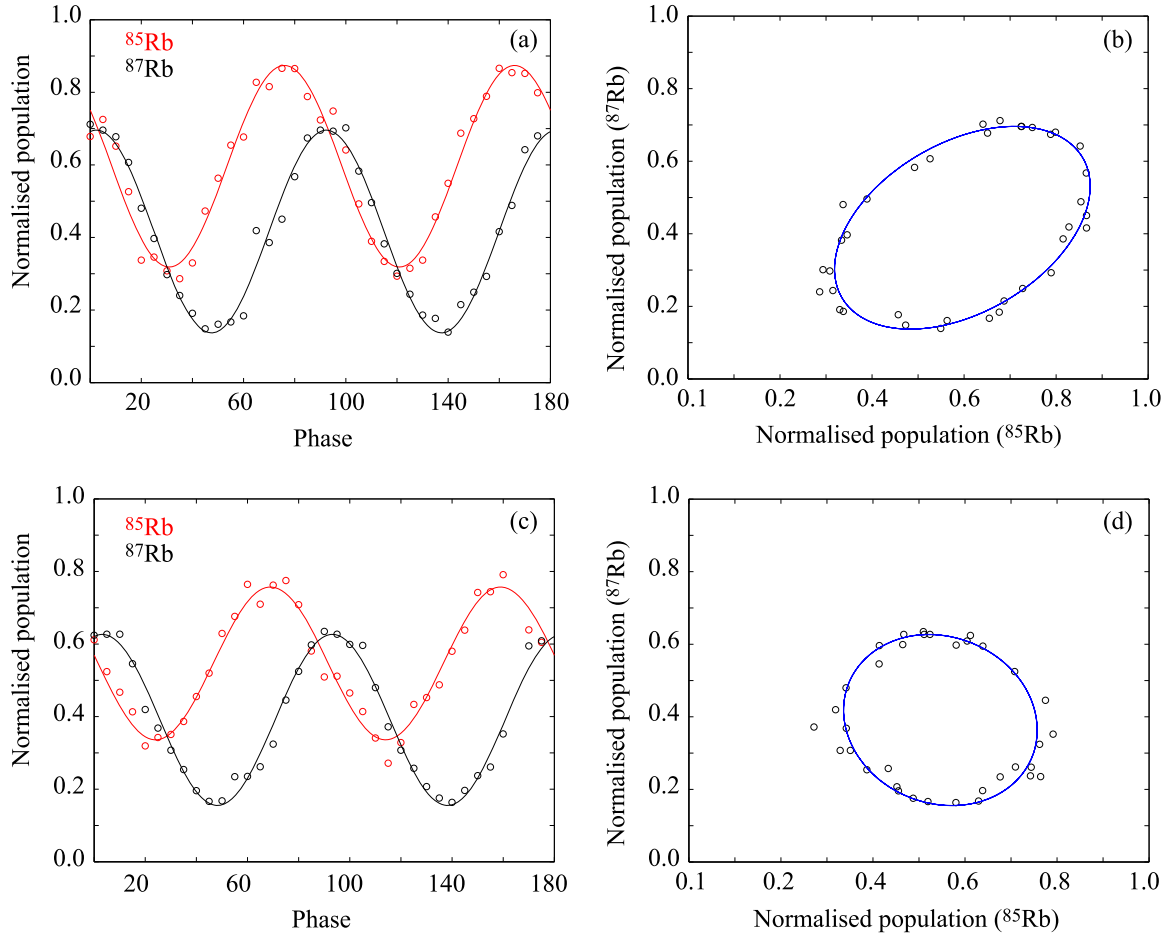 1.0
0.8
0.6
0.4
0.2
0.0
Normalised population
⁸⁵Rb
⁸⁷Rb
(a)
20 60 100 140 180
Phase
1.0
0.8
0.6
0.4
0.2
0.0
Normalised population (⁸⁷Rb)
(b)
0.1 0.4 0.6 0.8 1.0
Normalised population (⁸⁵Rb)
1.0
0.8
0.6
0.4
0.2
0.0
Normalised population
⁸⁵Rb
⁸⁷Rb
(c)
20 60 100 140 180
Phase
1.0
0.8
0.6
0.4
0.2
0.0
Normalised population (⁸⁷Rb)
(d)
0.1 0.4 0.6 0.8 1.0
Normalised population (⁸⁵Rb)